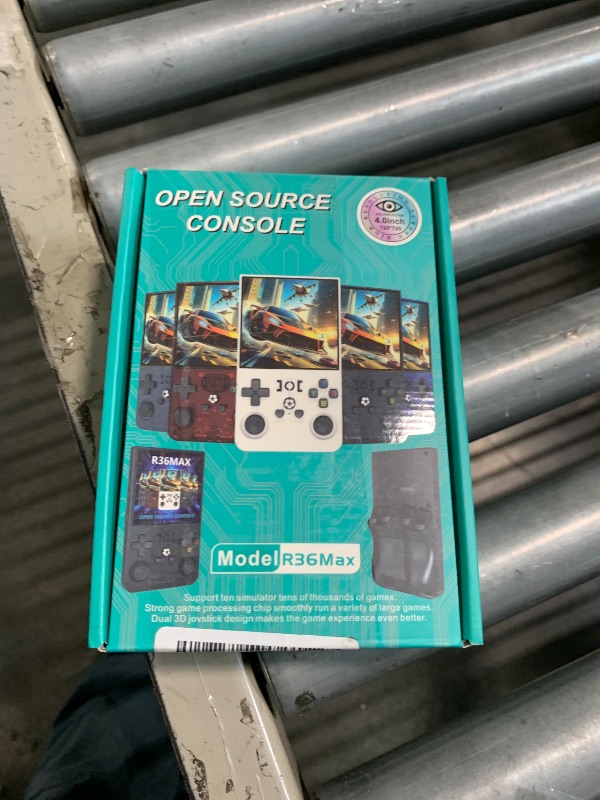 OPEN SOURCE
CONSOLE
4.0inch
720*720
R36MAX
OPEN SOURCE CONSOLE
Model R36Max
Support ten simulator tens of thousands of games.
Strong game processing chip smoothly run a variety of large games.
Dual 3D joystick design makes the game experience even better.